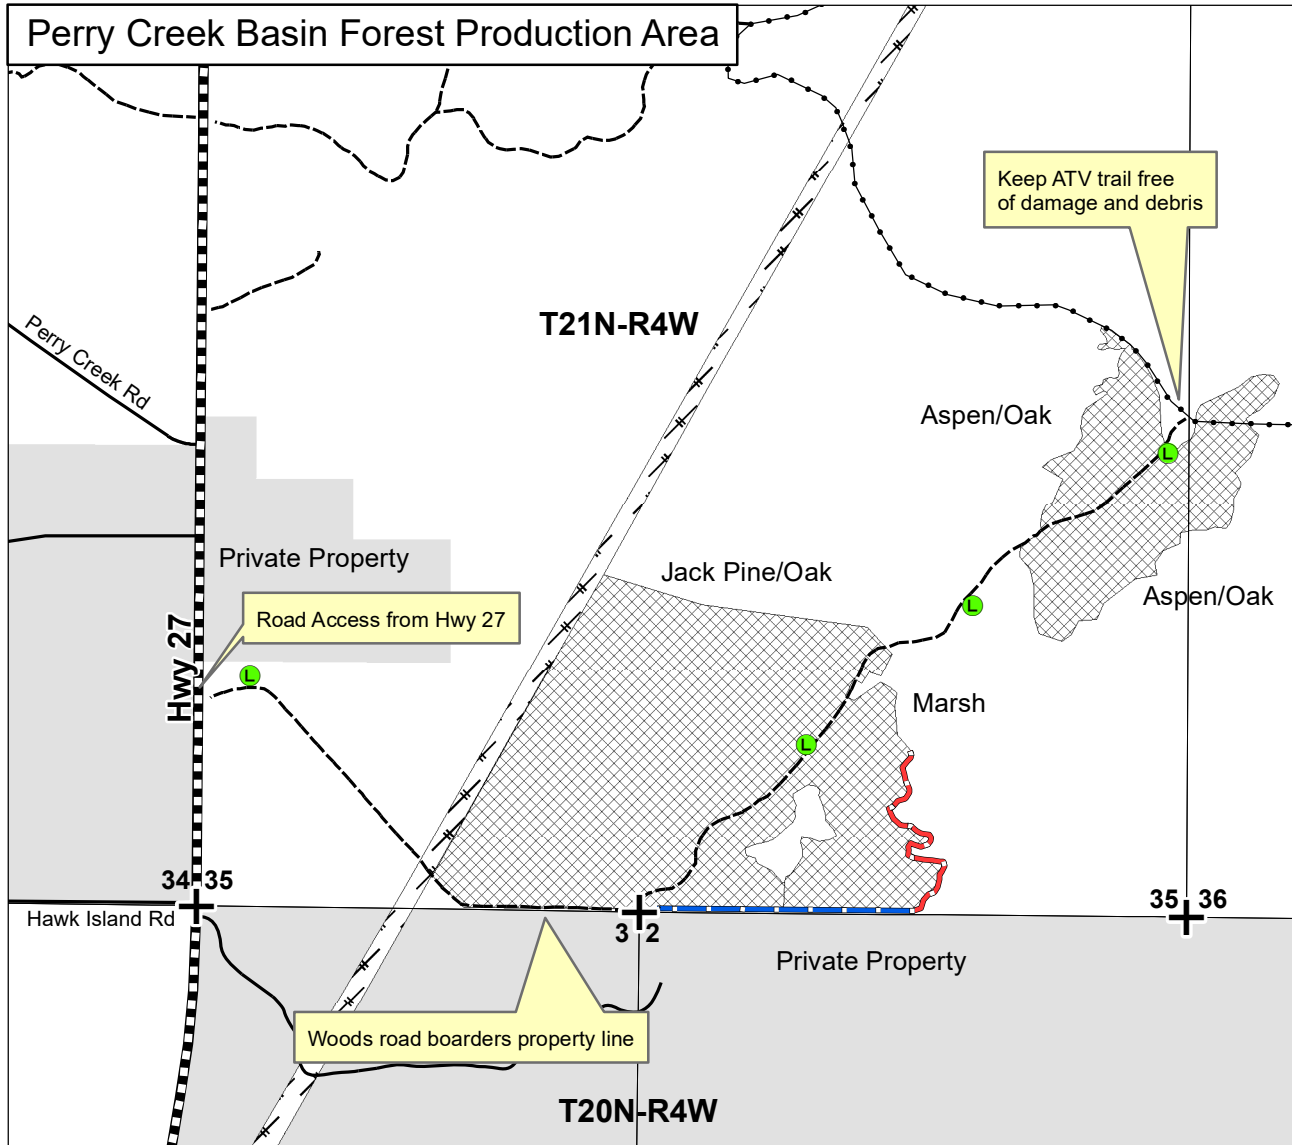 Perry Creek Basin Forest Production Area
Keep ATV trail free
of damage and debris
T21N-R4W
Perry Creek Rd
Aspen/Oak
L
Private Property
Jack Pine/Oak
Aspen/Oak
L
Road Access from Hwy 27
Hwy 27
L
Marsh
L
34 35
Hawk Island Rd
3 2
35 36
Private Property
Woods road boarders property line
T20N-R4W